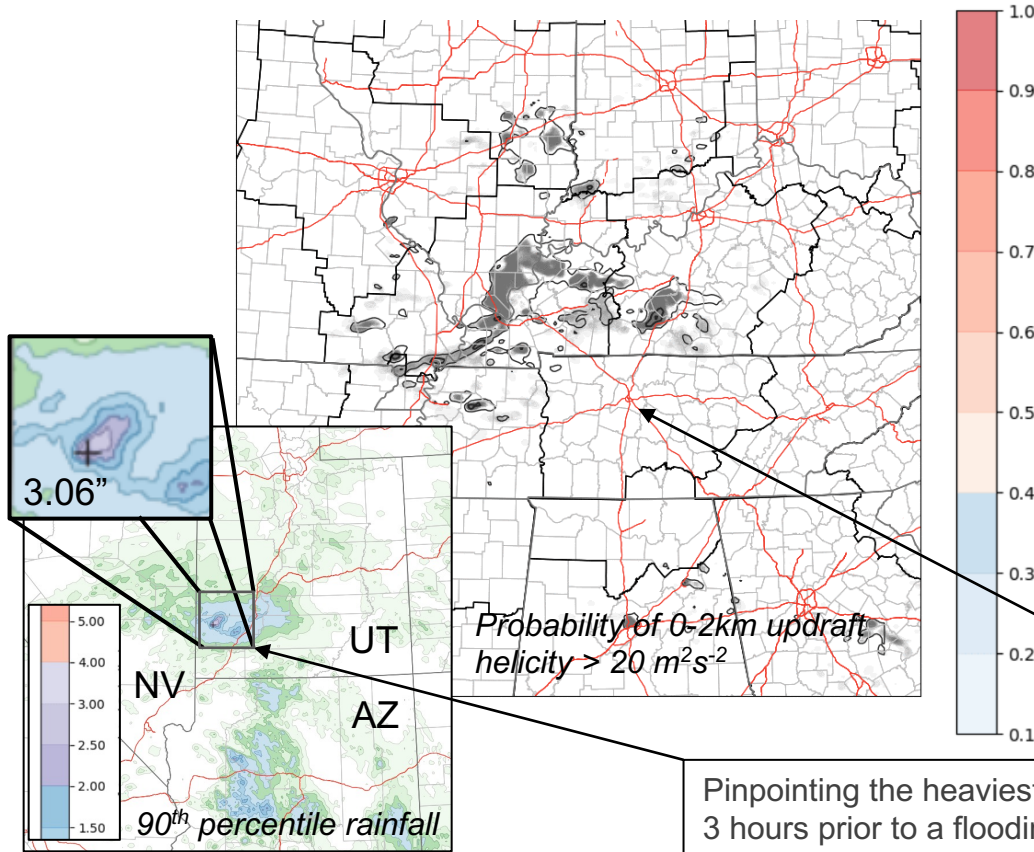 1.0
0.9
0.8
0.7
0.6
0.5
0.4
0.3
0.2
0.1
Probability of 0-2km updraft
helicity > 20 m²s⁻²
3.06”
5.00
4.00
3.00
2.50
2.00
1.50
UT
NV
AZ
90th percentile rainfall
Pinpointing the heaviest
3 hours prior to a floodin